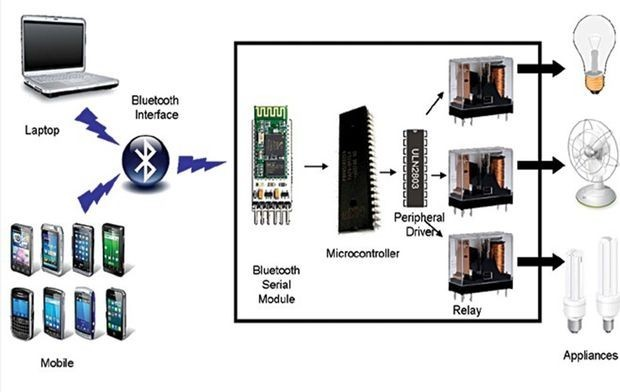 Laptop
Bluetooth
Interface
Bluetooth
Serial
Module
Microcontroller
ULN2803
Peripheral
Driver
Relay
Mobile
Appliances